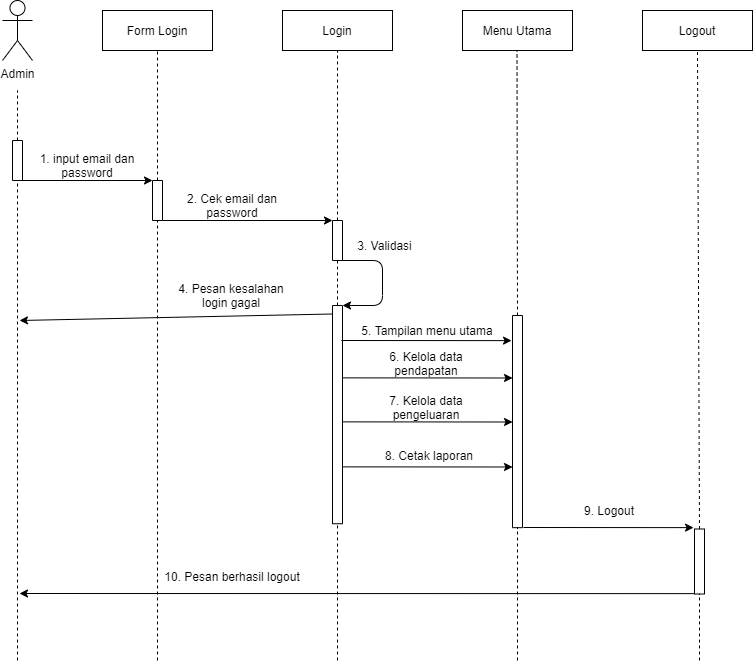 Admin
Form Login
Login
Menu Utama
Logout
1. input email dan
password
2. Cek email dan
password
3. Validasi
4. Pesan kesalahan
login gagal
5. Tampilan menu utama
6. Kelola data
pendapatan
7. Kelola data
pengeluaran
8. Cetak laporan
9. Logout
10. Pesan berhasil logout